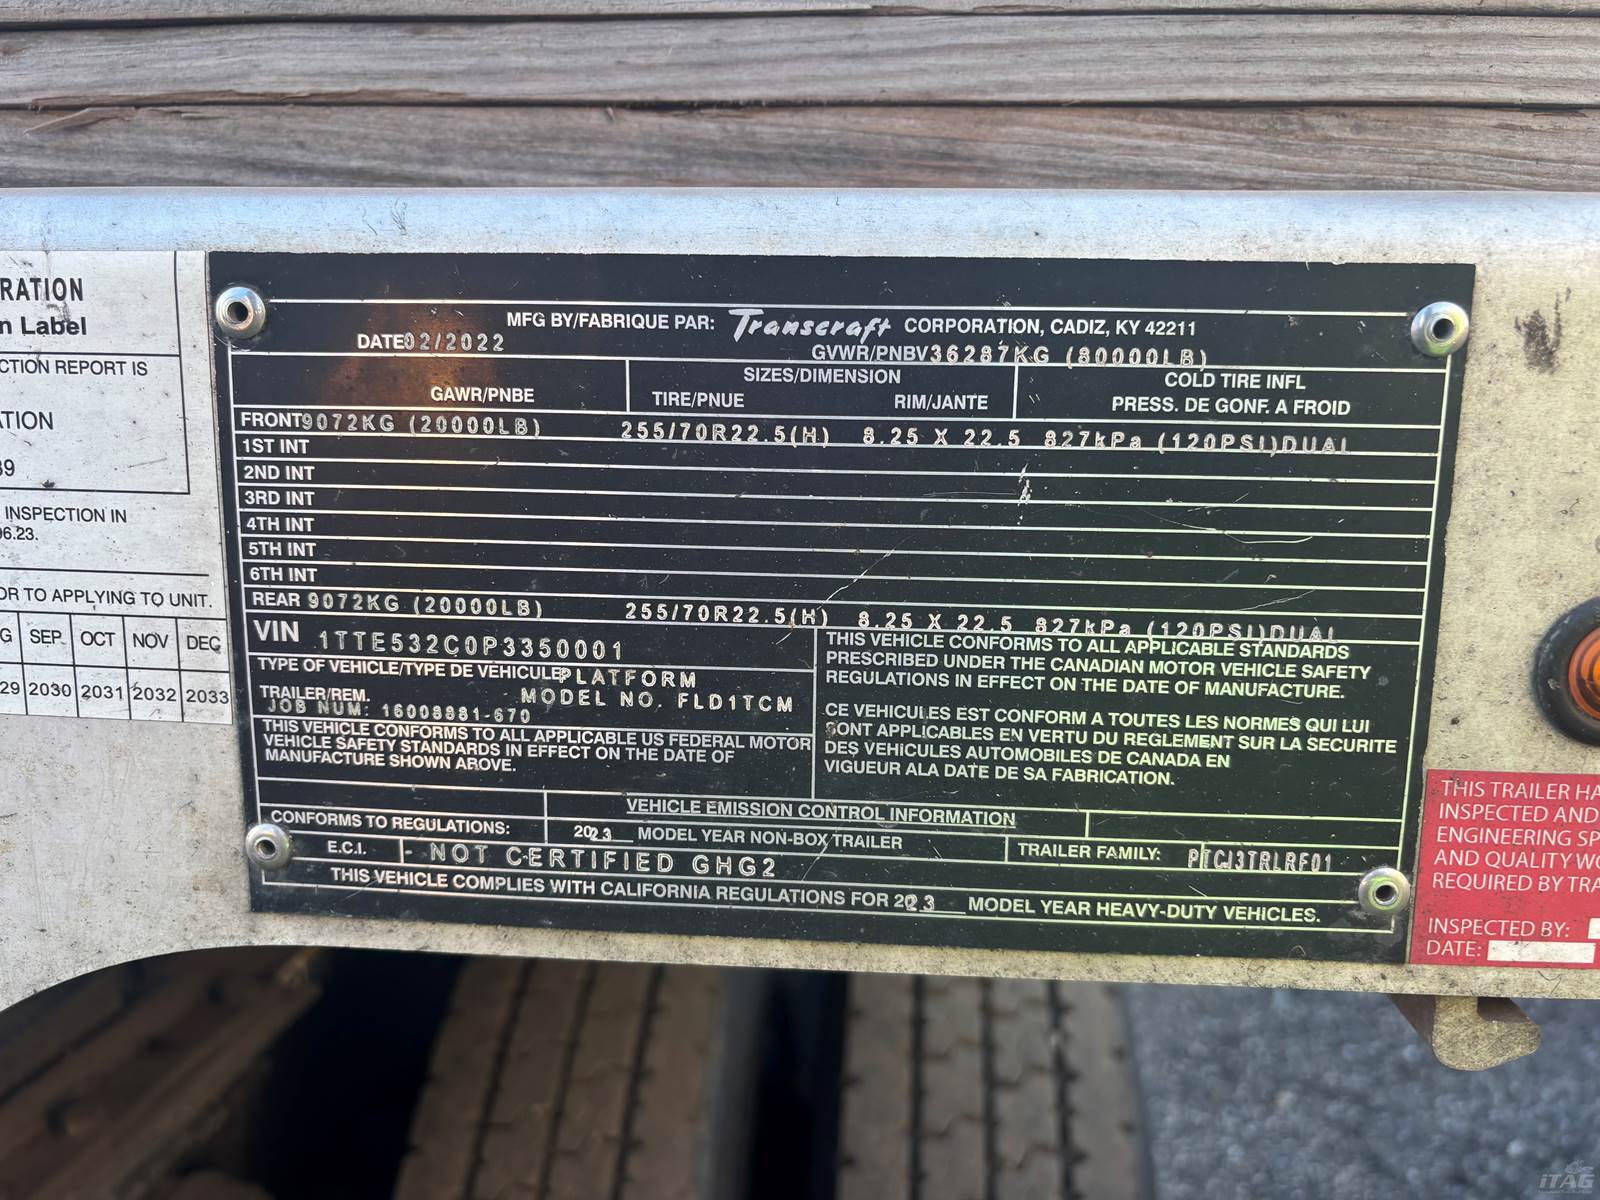 RATION
n Label
CTION REPORT IS
ATION
39
INSPECTION IN
96.23.
OR TO APPLYING TO UNIT.
G SEP OCT NOV DEC
29 2030 2031 2032 2033
MFG BY/FABRIQUE PAR: Transcraft CORPORATION, CADIZ, KY 42211
DATE 02/2022
GVWR/PNBV 36287KG (80000LB)
GAWR/PNBE
SIZES/DIMENSION
TIRE/PNUE RIM/JANTE
COLD TIRE INFL
PRESS. DE GONF. A FROID
FRONT 9072KG (20000LB) 255/70R22.5(H) 8.25 X 22.5 827kPa (120PSI)DUAL
1ST INT
2ND INT
3RD INT
4TH INT
5TH INT
6TH INT
REAR 9072KG (20000LB) 255/70R22.5(H) 8.25 X 22.5 827kPa (120PSI)DUAL
VIN 1TTE532C0P3350001
TYPE OF VEHICLE/TYPE DE VEHICULE PLATFORM
TRAILER/REM. MODEL NO. FLD1TCM
JOB NUM: 16008881-670
THIS VEHICLE CONFORMS TO ALL APPLICABLE US FEDERAL MOTOR
VEHICLE SAFETY STANDARDS IN EFFECT ON THE DATE OF
MANUFACTURE SHOWN ABOVE.
THIS VEHICLE CONFORMS TO ALL APPLICABLE STANDARDS
PRESCRIBED UNDER THE CANADIAN MOTOR VEHICLE SAFETY
REGULATIONS IN EFFECT ON THE DATE OF MANUFACTURE.
CE VEHICULES EST CONFORM A TOUTES LES NORMES QUI LUI
SONT APPLICABLES EN VERTU DU REGLEMENT SUR LA SECURITE
DES VEHICULES AUTOMOBILES DE CANADA EN
VIGUEUR ALA DATE DE SA FABRICATION.
VEHICLE EMISSION CONTROL INFORMATION
CONFORMS TO REGULATIONS: 2023 MODEL YEAR NON-BOX TRAILER
TRAILER FAMILY: PTCJ3TRLRF01
E.C.I. - NOT CERTIFIED GHG2
THIS VEHICLE COMPLIES WITH CALIFORNIA REGULATIONS FOR 2023 MODEL YEAR HEAVY-DUTY VEHICLES.
THIS TRAILER HA
INSPECTED AND
ENGINEERING SP
AND QUALITY WO
REQUIRED BY TRA
INSPECTED BY:
DATE:
iTAG